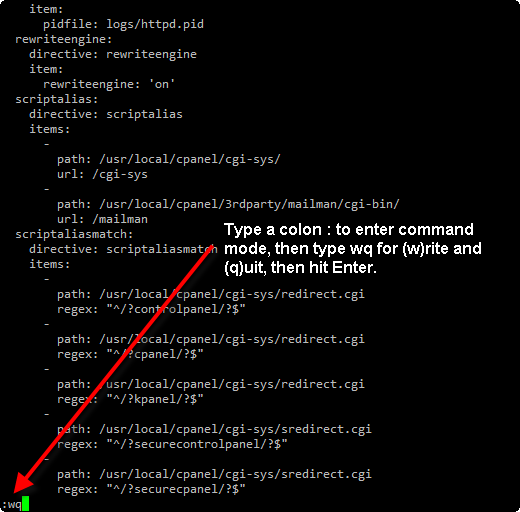 item:
pidfile: logs/httpd.pid
rewriteengine:
directive: rewriteengine
item:
rewriteengine: 'on'
scriptalias:
directive: scriptalias
items:
-
path: /usr/local/cpanel/cgi-sys/
url: /cgi-sys
-
path: /usr/local/cpanel/3rdparty/mailman/cgi-bin/
url: /mailman
scriptaliasmatch:
directive: scriptaliasmatch
items:
Type a colon : to enter command
mode, then type wq for (w)rite and
(q)uit, then hit Enter.
-
path: /usr/local/cpanel/cgi-sys/redirect.cgi
regex: "^/?controlpanel/?$"
-
path: /usr/local/cpanel/cgi-sys/redirect.cgi
regex: "^/?cpanel/?$"
-
path: /usr/local/cpanel/cgi-sys/redirect.cgi
regex: "^/?kpanel/?$"
-
path: /usr/local/cpanel/cgi-sys/sredirect.cgi
regex: "^/?securecontrolpanel/?$"
-
path: /usr/local/cpanel/cgi-sys/sredirect.cgi
regex: "^/?securecpanel/?$"
:wq